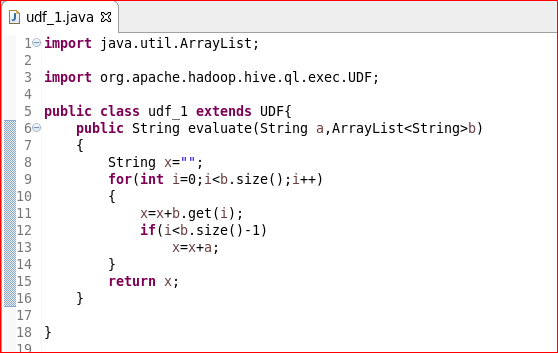 udf_1.java
1 import java.util.ArrayList;
2
3 import org.apache.hadoop.hive.ql.exec.UDF;
4
5 public class udf_1 extends UDF{
6     public String evaluate(String a,ArrayList<String>b)
7     {
8         String x="";
9         for(int i=0;i<b.size();i++)
10         {
11             x=x+b.get(i);
12             if(i<b.size()-1)
13                 x=x+a;
14         }
15         return x;
16     }
17
18 }
19